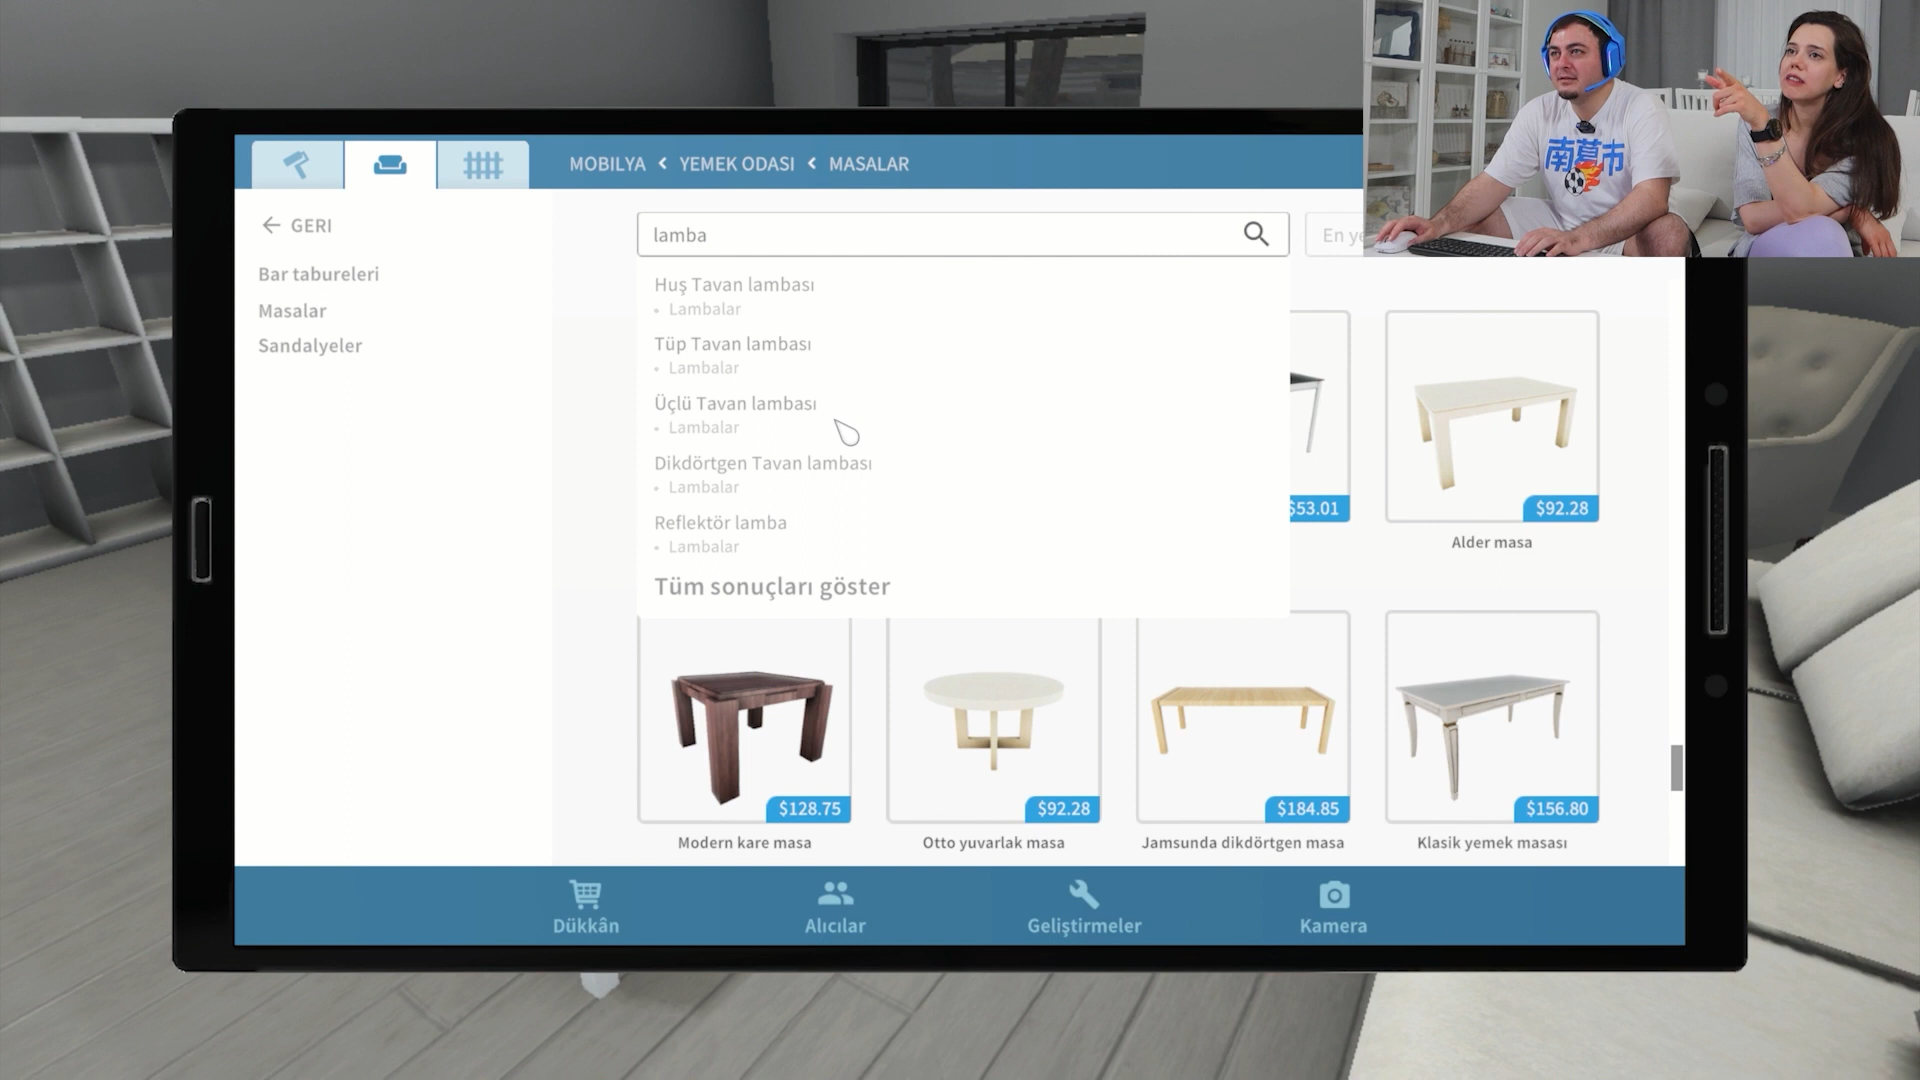 MOBILYA < YEMEK ODASI < MASALAR
GERI
Bar tabureleri
Masalar
Sandalyeler
lamba
En ye
Huş Tavan lambası
• Lambalar
Tüp Tavan lambası
• Lambalar
Üçlü Tavan lambası
• Lambalar
Dikdörtgen Tavan lambası
• Lambalar
Reflektör lamba
• Lambalar
Tüm sonuçları göster
$53.01
$92.28
Alder masa
$128.75
$92.28
$184.85
$156.80
Modern kare masa
Otto yuvarlak masa
Jamsunda dikdörtgen masa
Klasik yemek masası
Dükkân
Alıcılar
Geliştirmeler
Kamera
南葛市